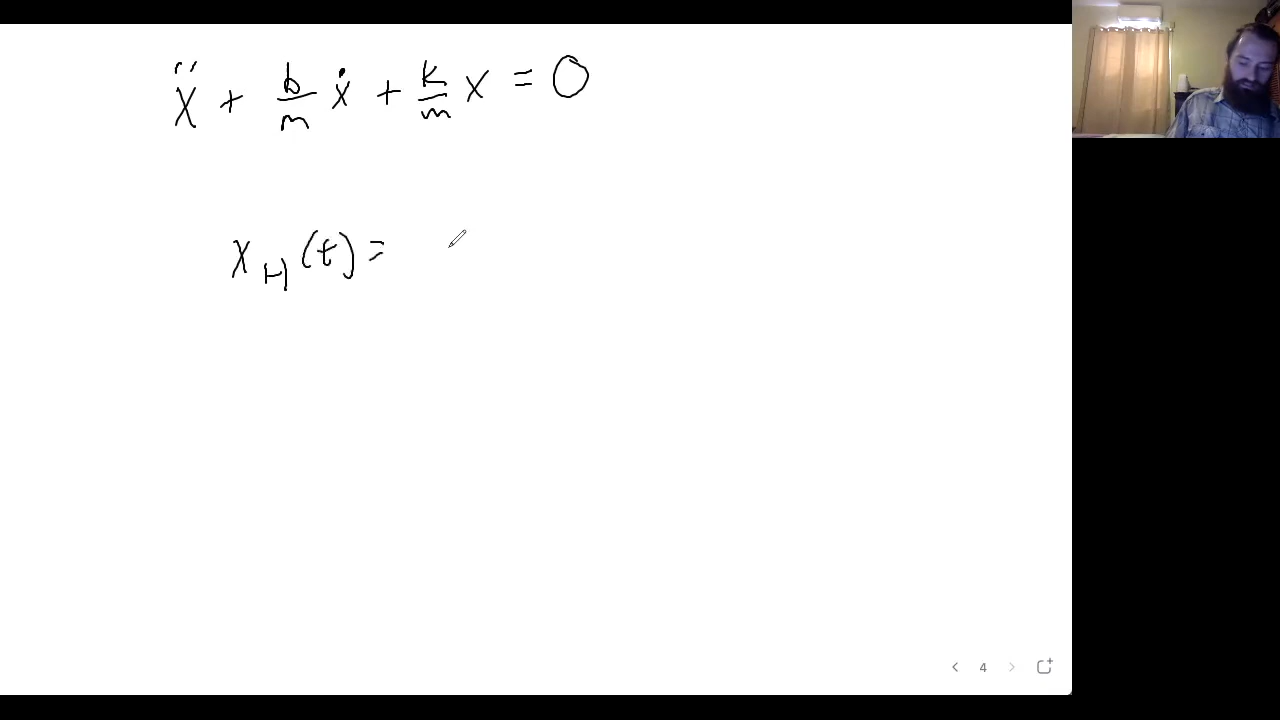 ẍ + b/m ẋ + k/m x = 0
x_H(t) =
4